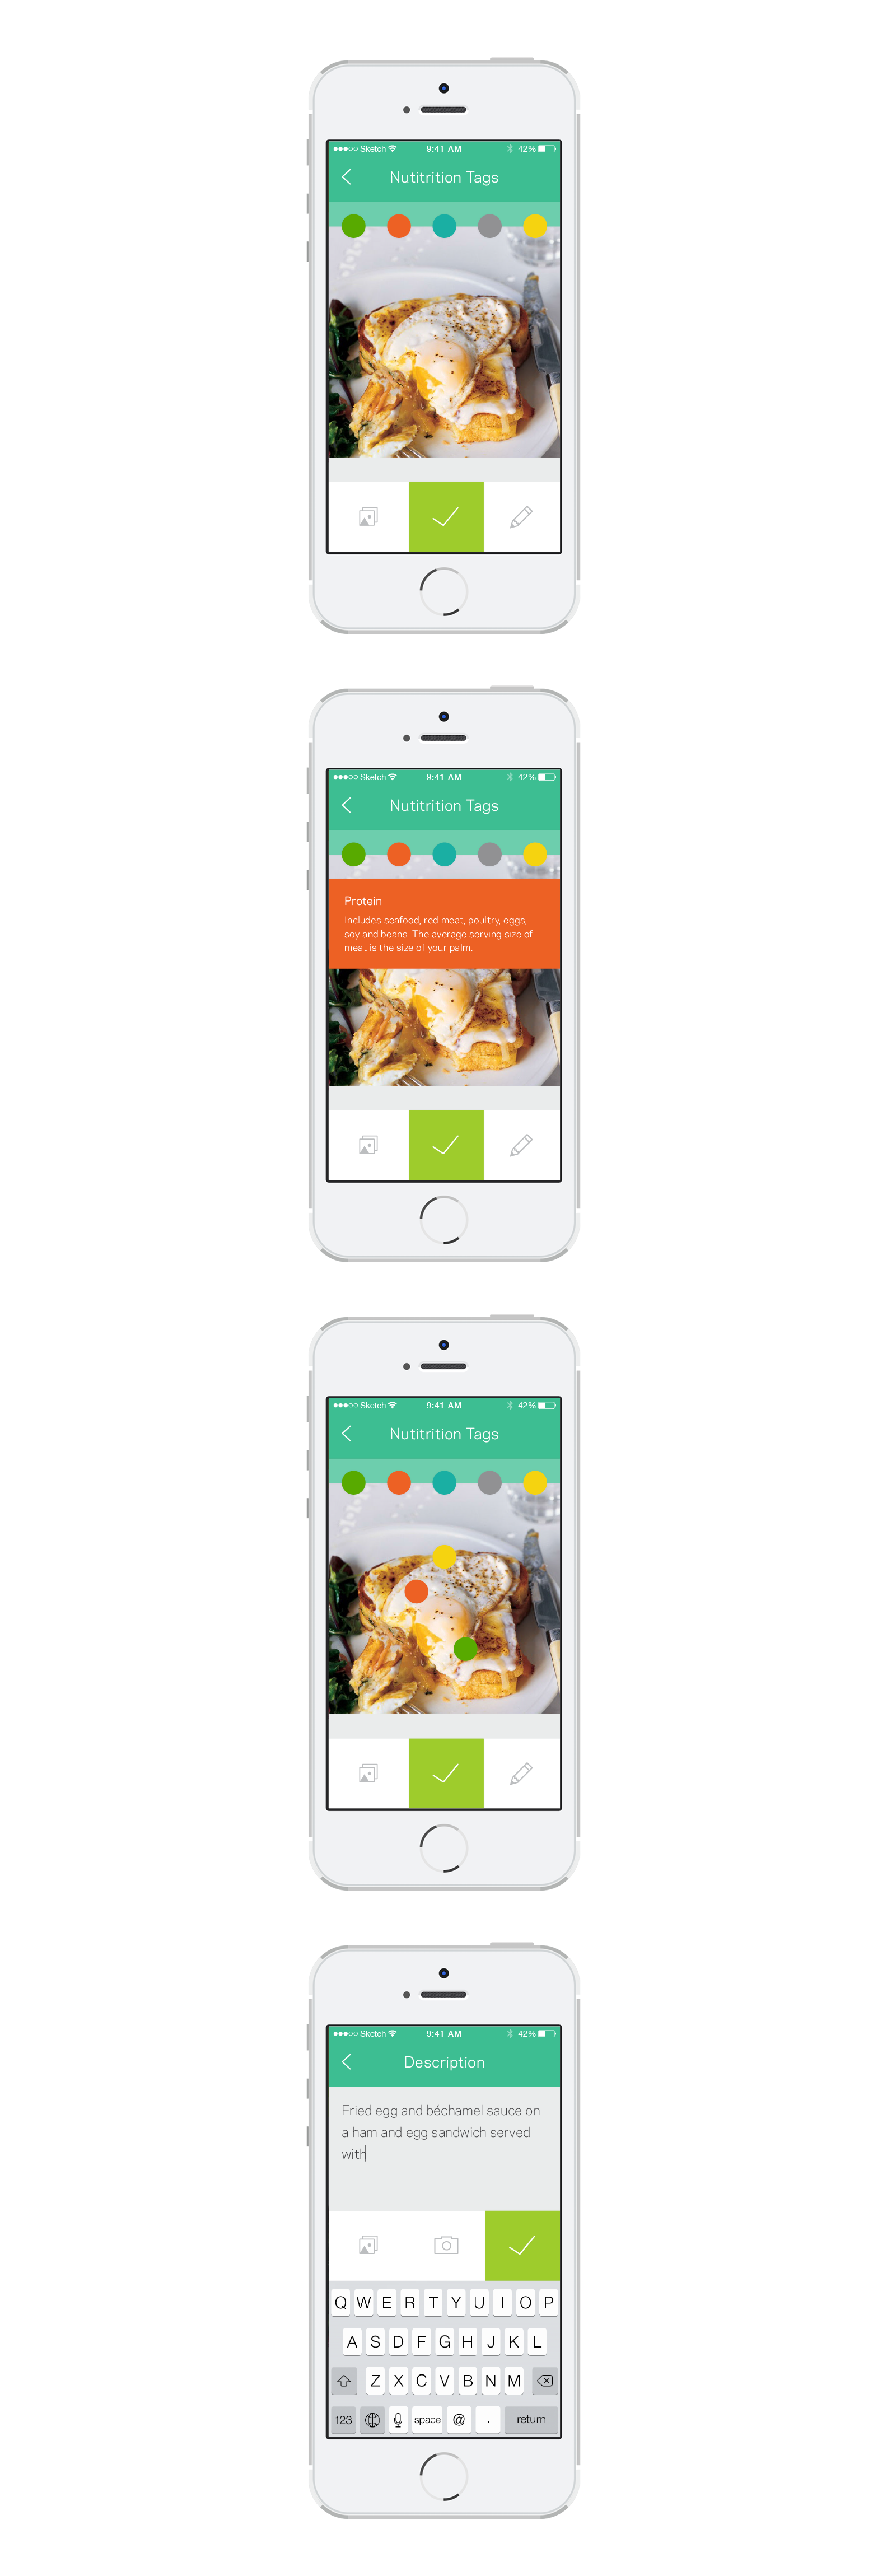 Sketch 9:41 AM 42%
Nutitrition Tags
Sketch 9:41 AM 42%
Nutitrition Tags
Protein
Includes seafood, red meat, poultry, eggs,
soy and beans. The average serving size of
meat is the size of your palm.
Sketch 9:41 AM 42%
Nutitrition Tags
Sketch 9:41 AM 42%
Description
Fried egg and béchamel sauce on
a ham and egg sandwich served
with
Q W E R T Y U I O P
A S D F G H J K L
Z X C V B N M
123 space @ . return